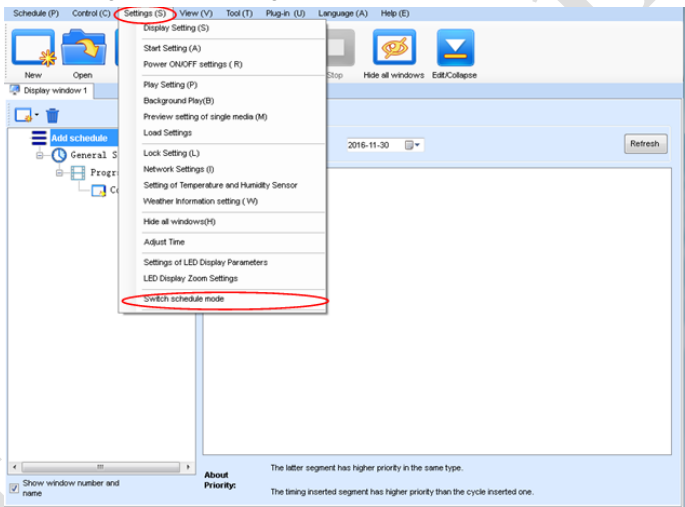 Schedule (P) Control (C) Settings (S) View (V) Tool (T) Plug-in (U) Language (A) Help (E)
Display Setting (S)
Start Setting (A)
Power ON/OFF settings ( R)
New Open Stop Hide all windows Edit/Collapse
Play Setting (P)
Display window 1
Background Play(B)
Preview setting of single media (M)
Load Settings
Add schedule
2016-11-30 Refresh
Lock Setting (L)
General S
Network Settings (I)
Progr
Setting of Temperature and Humidity Sensor
Weather Information setting ( W)
Hide all windows(H)
Adjust Time
Settings of LED Display Parameters
LED Display Zoom Settings
Switch schedule mode
Show window number and
name
About
Priority:
The latter segment has higher priority in the same type.
The timing inserted segment has higher priority than the cycle inserted one.